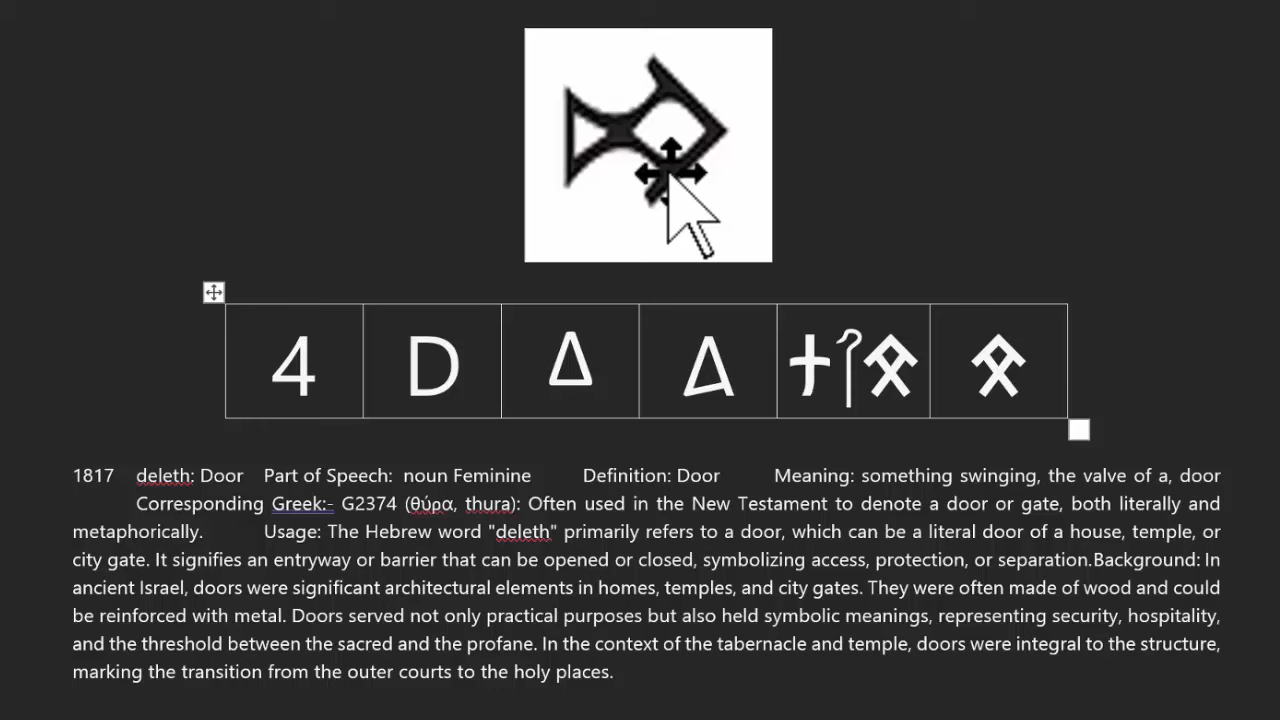 4 D Δ Δ
1817 deleth: Door Part of Speech: noun Feminine Definition: Door Meaning: something swinging, the valve of a, door
Corresponding Greek:- G2374 (θύρα, thura): Often used in the New Testament to denote a door or gate, both literally and
metaphorically. Usage: The Hebrew word "deleth" primarily refers to a door, which can be a literal door of a house, temple, or
city gate. It signifies an entryway or barrier that can be opened or closed, symbolizing access, protection, or separation.Background: In
ancient Israel, doors were significant architectural elements in homes, temples, and city gates. They were often made of wood and could
be reinforced with metal. Doors served not only practical purposes but also held symbolic meanings, representing security, hospitality,
and the threshold between the sacred and the profane. In the context of the tabernacle and temple, doors were integral to the structure,
marking the transition from the outer courts to the holy places.